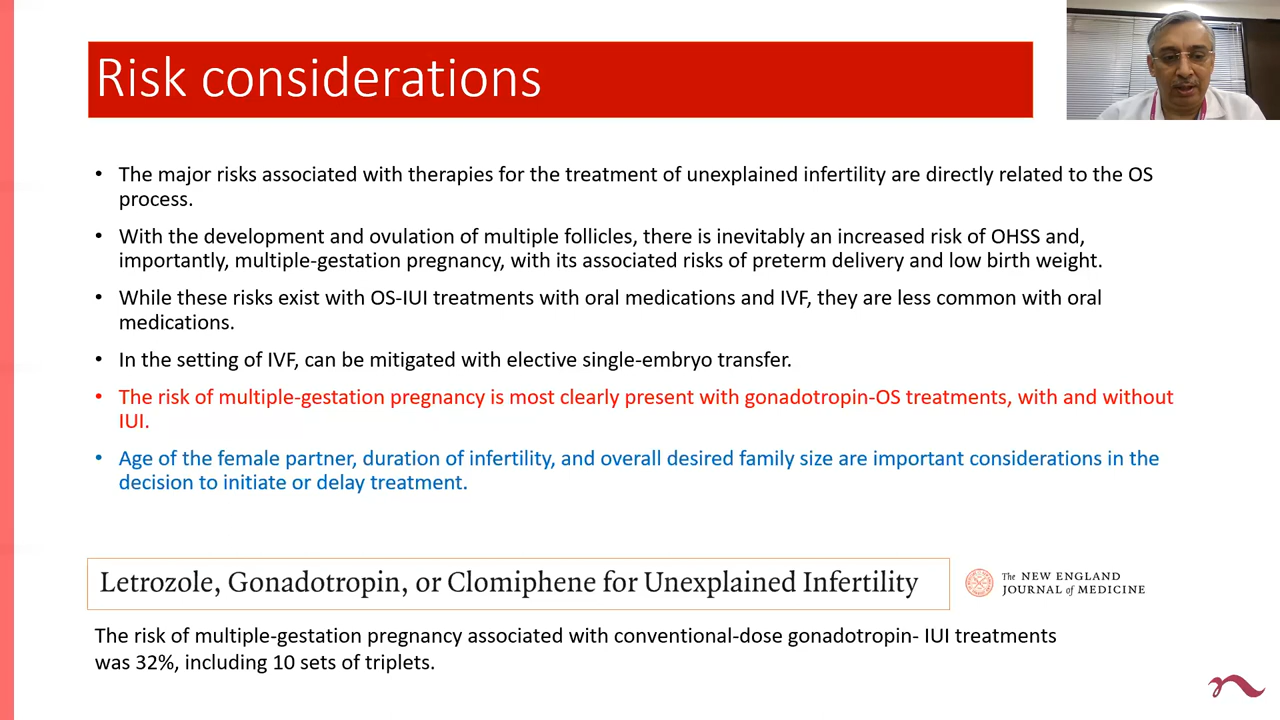 Risk considerations
• The major risks associated with therapies for the treatment of unexplained infertility are directly related to the OS
process.
• With the development and ovulation of multiple follicles, there is inevitably an increased risk of OHSS and,
importantly, multiple-gestation pregnancy, with its associated risks of preterm delivery and low birth weight.
• While these risks exist with OS-IUI treatments with oral medications and IVF, they are less common with oral
medications.
• In the setting of IVF, can be mitigated with elective single-embryo transfer.
• The risk of multiple-gestation pregnancy is most clearly present with gonadotropin-OS treatments, with and without
IUI.
• Age of the female partner, duration of infertility, and overall desired family size are important considerations in the
decision to initiate or delay treatment.
Letrozole, Gonadotropin, or Clomiphene for Unexplained Infertility
The NEW ENGLAND
JOURNAL of MEDICINE
The risk of multiple-gestation pregnancy associated with conventional-dose gonadotropin- IUI treatments
was 32%, including 10 sets of triplets.